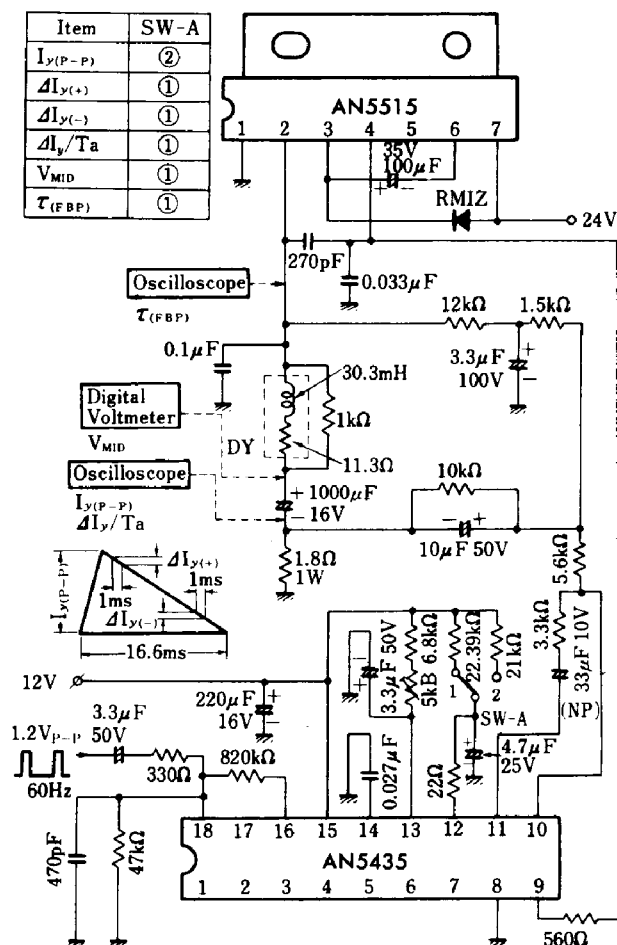 Item SW-A
Iy(P-P) ②
ΔIy(+) ①
ΔIy(-) ①
ΔIy/Ta ①
VMID ①
τ(FBP) ①
AN5515
1 2 3 4 5 6 7
35V
100μF
RMIZ
24V
270pF
0.033μF
Oscilloscope
τ(FBP)
12kΩ
1.5kΩ
0.1μF
3.3μF
100V
30.3mH
Digital
Voltmeter
VMID
1kΩ
DY
11.3Ω
Oscilloscope
Iy(P-P)
ΔIy/Ta
+ 1000μF
- 16V
10kΩ
- +
10μF 50V
1.8Ω
1W
5.6kΩ
Iy(P-P)
ΔIy(+)
1ms
1ms
ΔIy(-)
16.6ms
3.3μF 50V
5kB 6.8kΩ
22.39kΩ
21kΩ
3.3kΩ
33μF 10V
(NP)
1 2
SW-A
12V
220μF
16V
4.7μF
25V
1.2VP-P
3.3μF
50V
60Hz
330Ω
820kΩ
0.027μF
22Ω
470pF
47kΩ
18 17 16 15 14 13 12 11 10
AN5435
1 2 3 4 5 6 7 8 9
560Ω